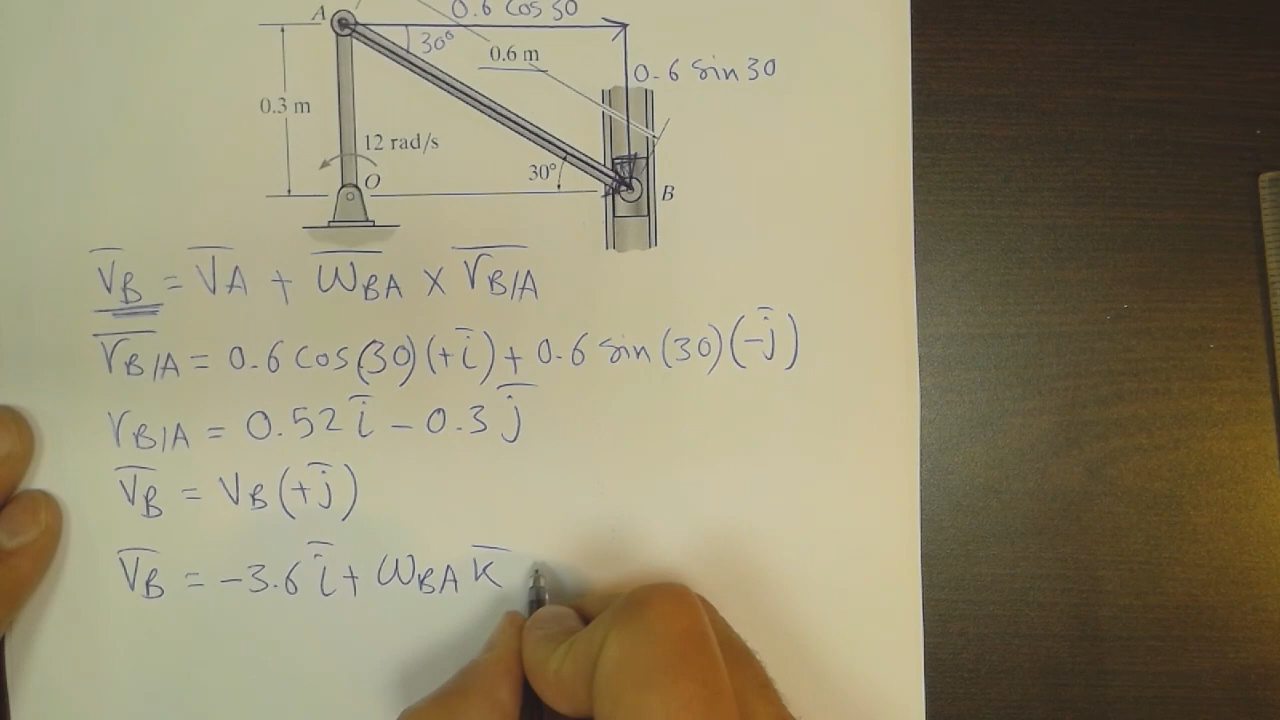 A
0.6 cos 30
30°
0.6 m
0.6 sin 30
0.3 m
12 rad/s
30°
O
B
V̅B = V̅A + ω̅BA × r̅B/A
r̅B/A = 0.6 cos(30)(+i̅) + 0.6 sin(30)(-j̅)
rB/A = 0.52 i̅ - 0.3 j̅
V̅B = VB(+j̅)
V̅B = -3.6 i̅ + ωBA k̅